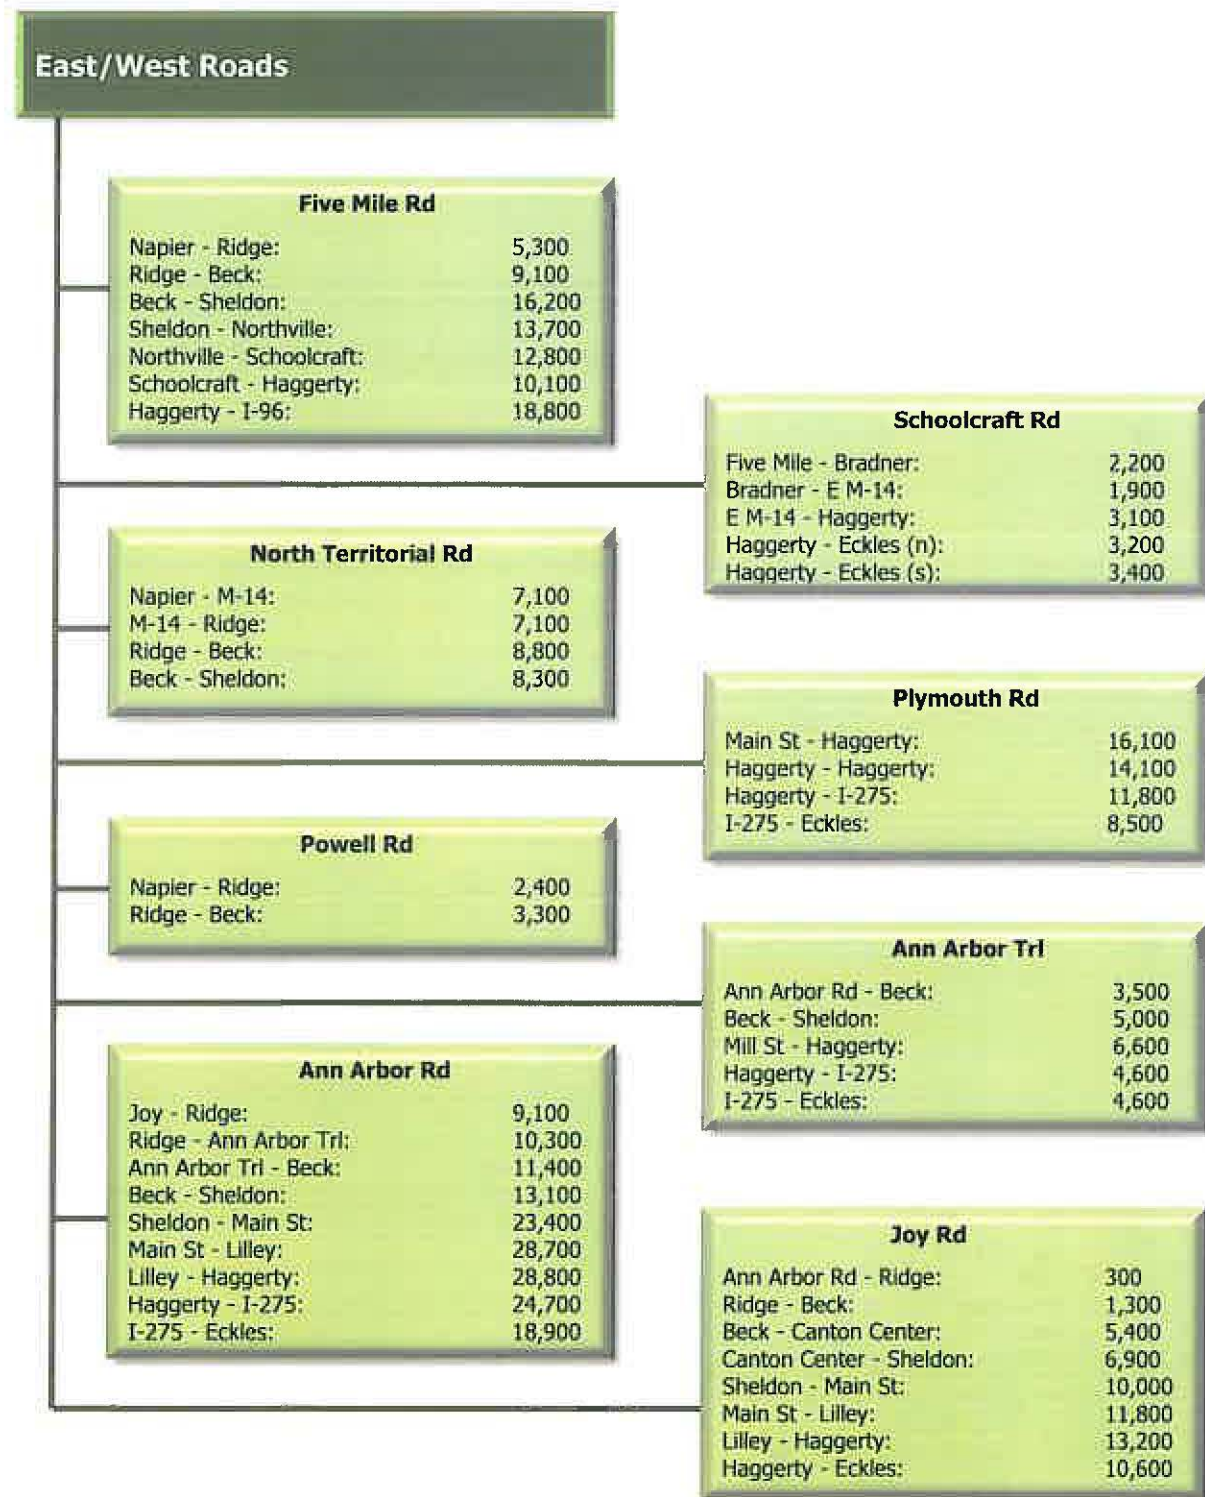 East/West Roads
Five Mile Rd
Napier - Ridge: 5,300
Ridge - Beck: 9,100
Beck - Sheldon: 16,200
Sheldon - Northville: 13,700
Northville - Schoolcraft: 12,800
Schoolcraft - Haggerty: 10,100
Haggerty - I-96: 18,800
Schoolcraft Rd
Five Mile - Bradner: 2,200
Bradner - E M-14: 1,900
E M-14 - Haggerty: 3,100
Haggerty - Eckles (n): 3,200
Haggerty - Eckles (s): 3,400
North Territorial Rd
Napier - M-14: 7,100
M-14 - Ridge: 7,100
Ridge - Beck: 8,800
Beck - Sheldon: 8,300
Plymouth Rd
Main St - Haggerty: 16,100
Haggerty - Haggerty: 14,100
Haggerty - I-275: 11,800
I-275 - Eckles: 8,500
Powell Rd
Napier - Ridge: 2,400
Ridge - Beck: 3,300
Ann Arbor Trl
Ann Arbor Rd - Beck: 3,500
Beck - Sheldon: 5,000
Mill St - Haggerty: 6,600
Haggerty - I-275: 4,600
I-275 - Eckles: 4,600
Ann Arbor Rd
Joy - Ridge: 9,100
Ridge - Ann Arbor Trl: 10,300
Ann Arbor Trl - Beck: 11,400
Beck - Sheldon: 13,100
Sheldon - Main St: 23,400
Main St - Lilley: 28,700
Lilley - Haggerty: 28,800
Haggerty - I-275: 24,700
I-275 - Eckles: 18,900
Joy Rd
Ann Arbor Rd - Ridge: 300
Ridge - Beck: 1,300
Beck - Canton Center: 5,400
Canton Center - Sheldon: 6,900
Sheldon - Main St: 10,000
Main St - Lilley: 11,800
Lilley - Haggerty: 13,200
Haggerty - Eckles: 10,600